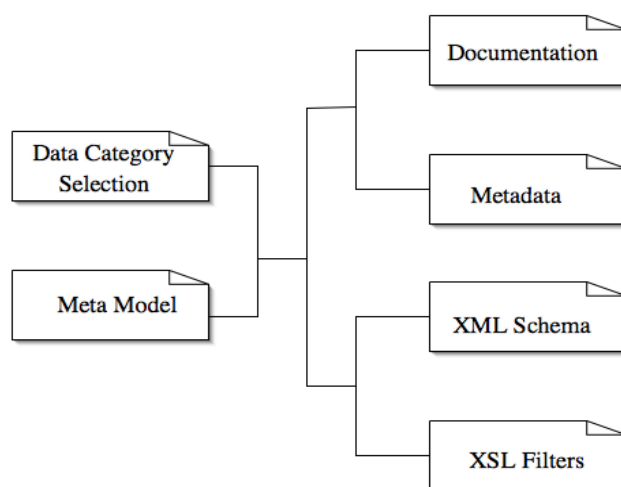 Documentation
Data Category
Selection
Metadata
Meta Model
XML Schema
XSL Filters